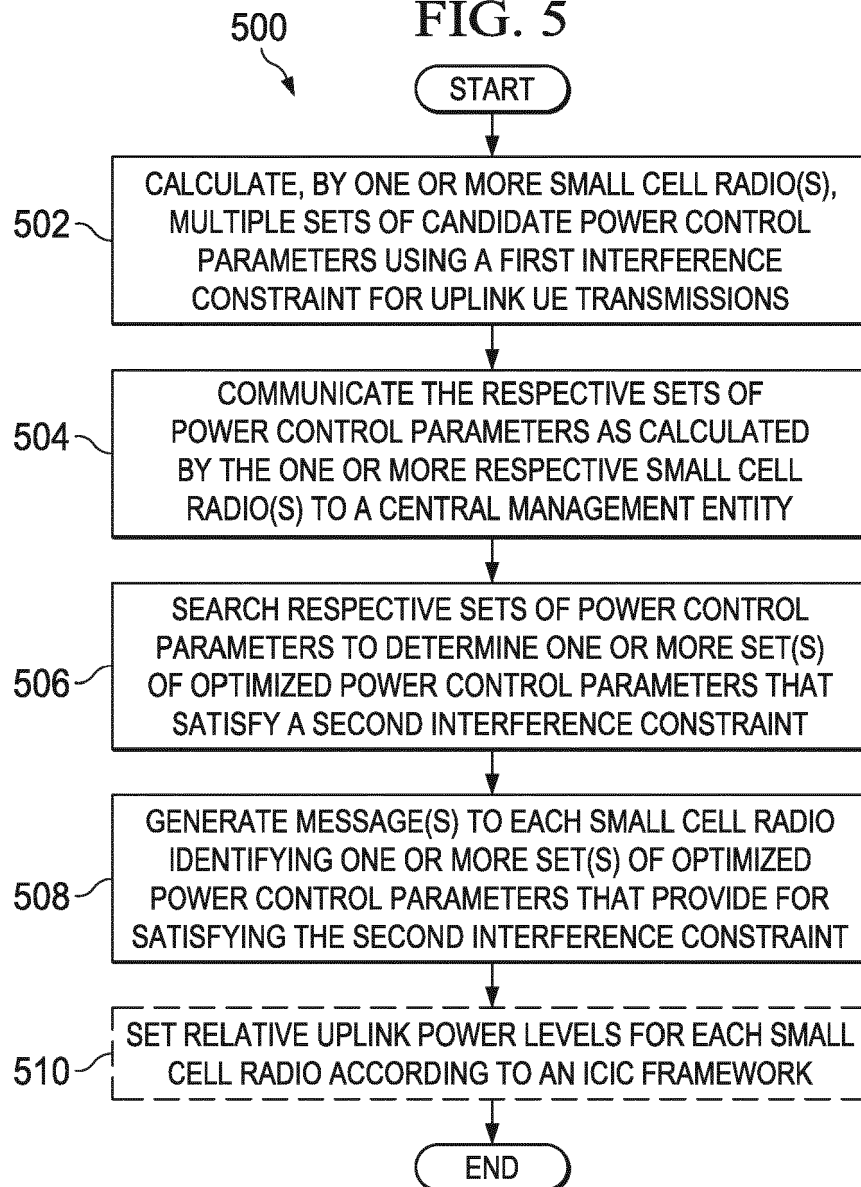 FIG. 5
500
START
502
CALCULATE, BY ONE OR MORE SMALL CELL RADIO(S),
MULTIPLE SETS OF CANDIDATE POWER CONTROL
PARAMETERS USING A FIRST INTERFERENCE
CONSTRAINT FOR UPLINK UE TRANSMISSIONS
504
COMMUNICATE THE RESPECTIVE SETS OF
POWER CONTROL PARAMETERS AS CALCULATED
BY THE ONE OR MORE RESPECTIVE SMALL CELL
RADIO(S) TO A CENTRAL MANAGEMENT ENTITY
506
SEARCH RESPECTIVE SETS OF POWER CONTROL
PARAMETERS TO DETERMINE ONE OR MORE SET(S)
OF OPTIMIZED POWER CONTROL PARAMETERS THAT
SATISFY A SECOND INTERFERENCE CONSTRAINT
508
GENERATE MESSAGE(S) TO EACH SMALL CELL RADIO
IDENTIFYING ONE OR MORE SET(S) OF OPTIMIZED
POWER CONTROL PARAMETERS THAT PROVIDE FOR
SATISFYING THE SECOND INTERFERENCE CONSTRAINT
510
SET RELATIVE UPLINK POWER LEVELS FOR EACH SMALL
CELL RADIO ACCORDING TO AN ICIC FRAMEWORK
END